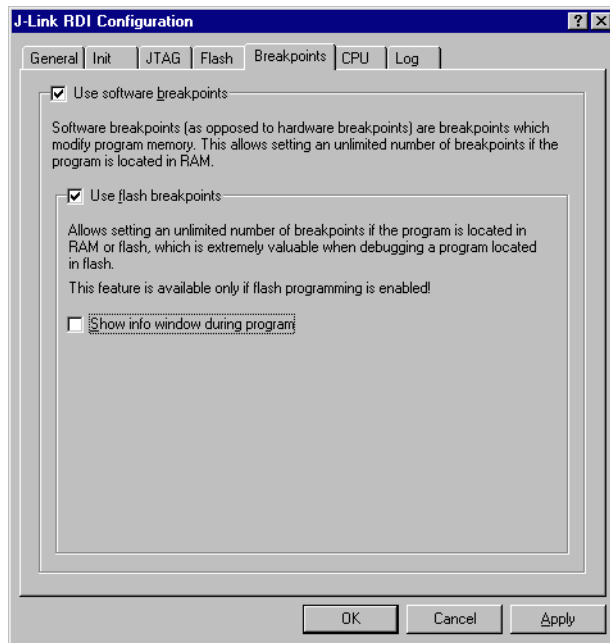 J-Link RDI Configuration
General Init JTAG Flash Breakpoints CPU Log
Use software breakpoints
Software breakpoints (as opposed to hardware breakpoints) are breakpoints which
modify program memory. This allows setting an unlimited number of breakpoints if the
program is located in RAM.
Use flash breakpoints
Allows setting an unlimited number of breakpoints if the program is located in
RAM or flash, which is extremely valuable when debugging a program located
in flash.
This feature is available only if flash programming is enabled!
Show info window during program
OK Cancel Apply